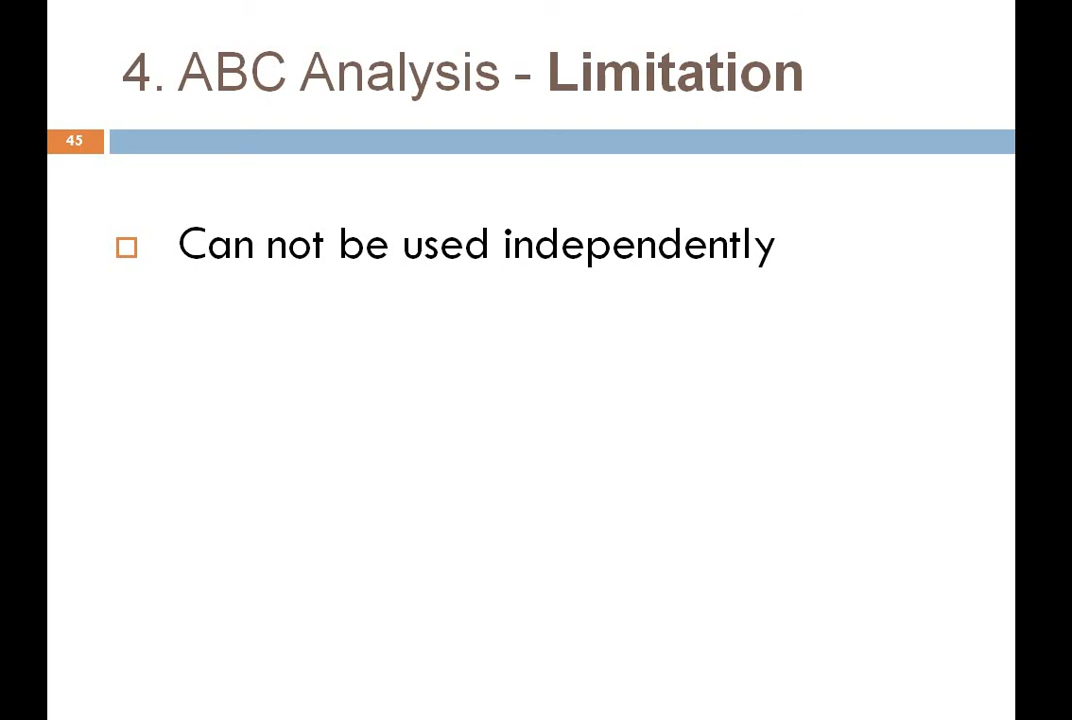 4. ABC Analysis - Limitation
45
Can not be used independently